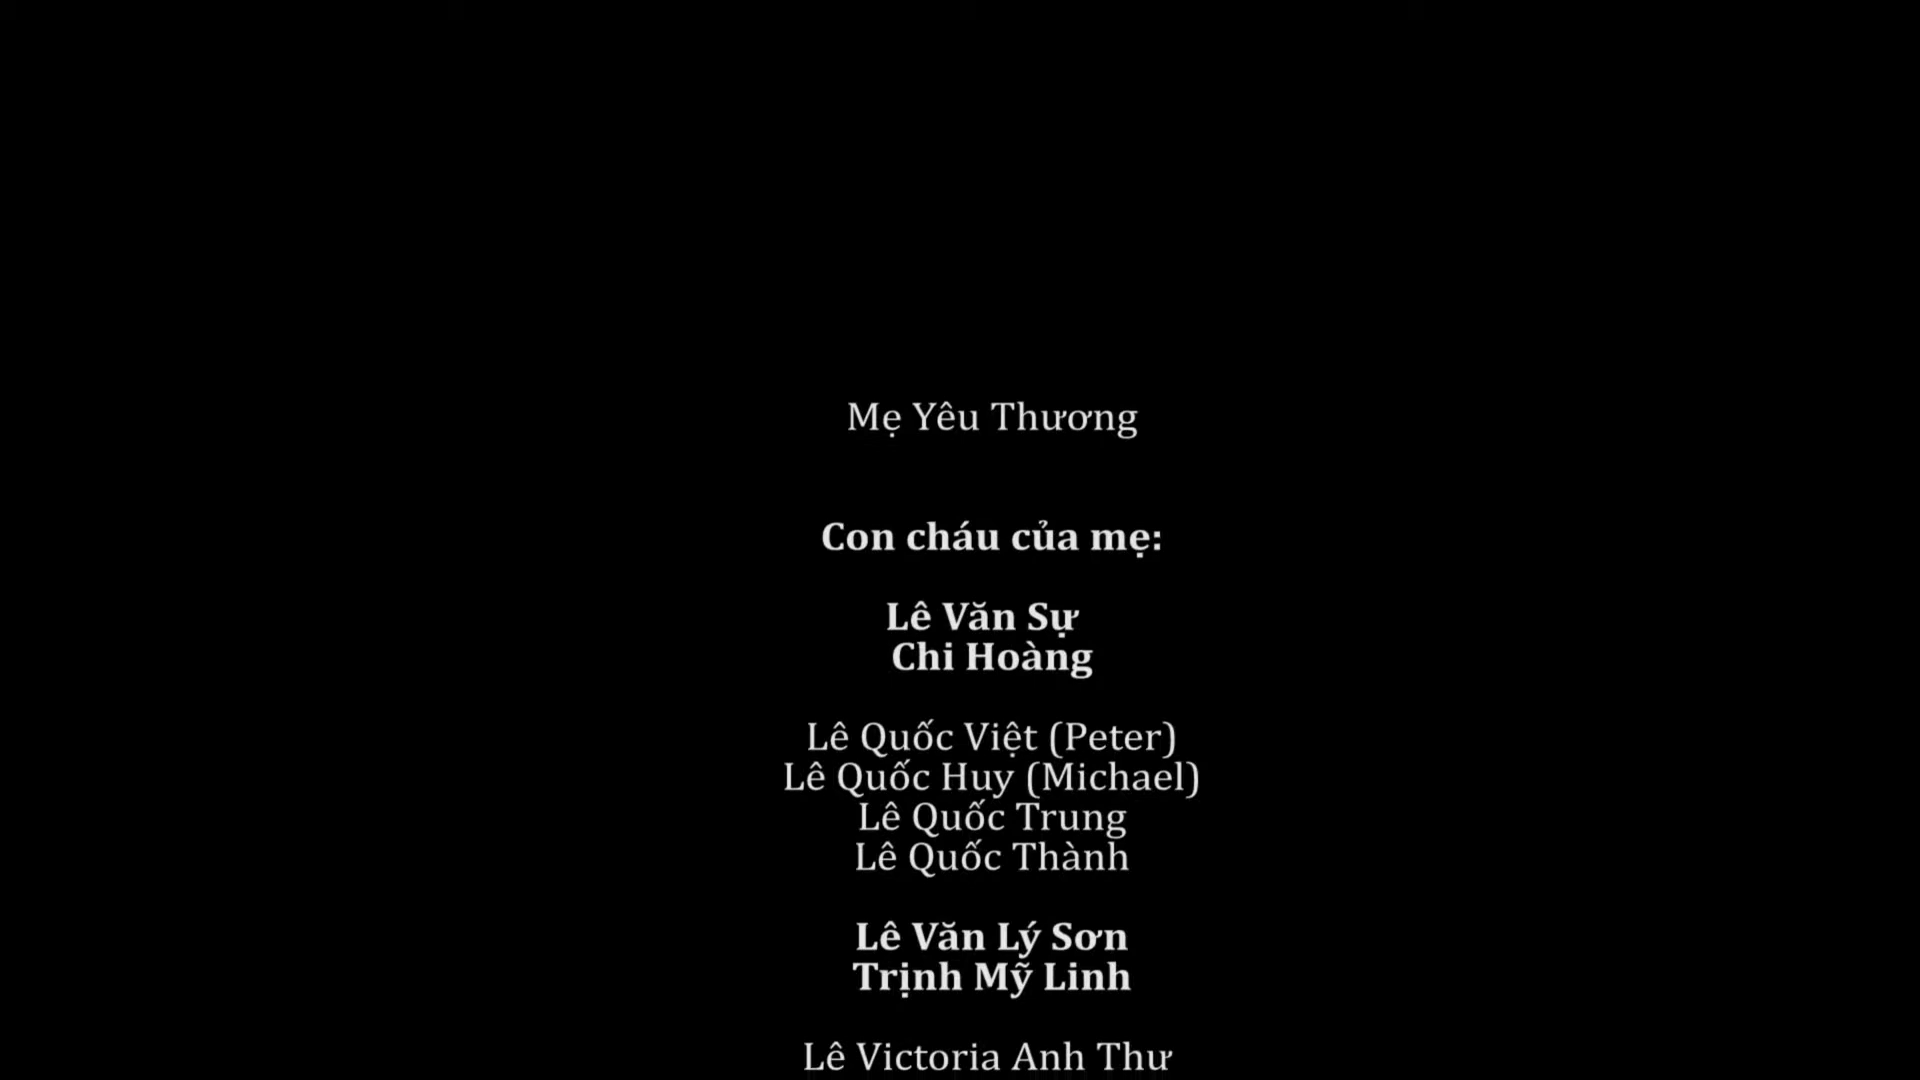 Mẹ Yêu Thương
Con cháu của mẹ:
Lê Văn Sự
Chi Hoàng
Lê Quốc Việt (Peter)
Lê Quốc Huy (Michael)
Lê Quốc Trung
Lê Quốc Thành
Lê Văn Lý Sơn
Trịnh Mỹ Linh
Lê Victoria Anh Thư